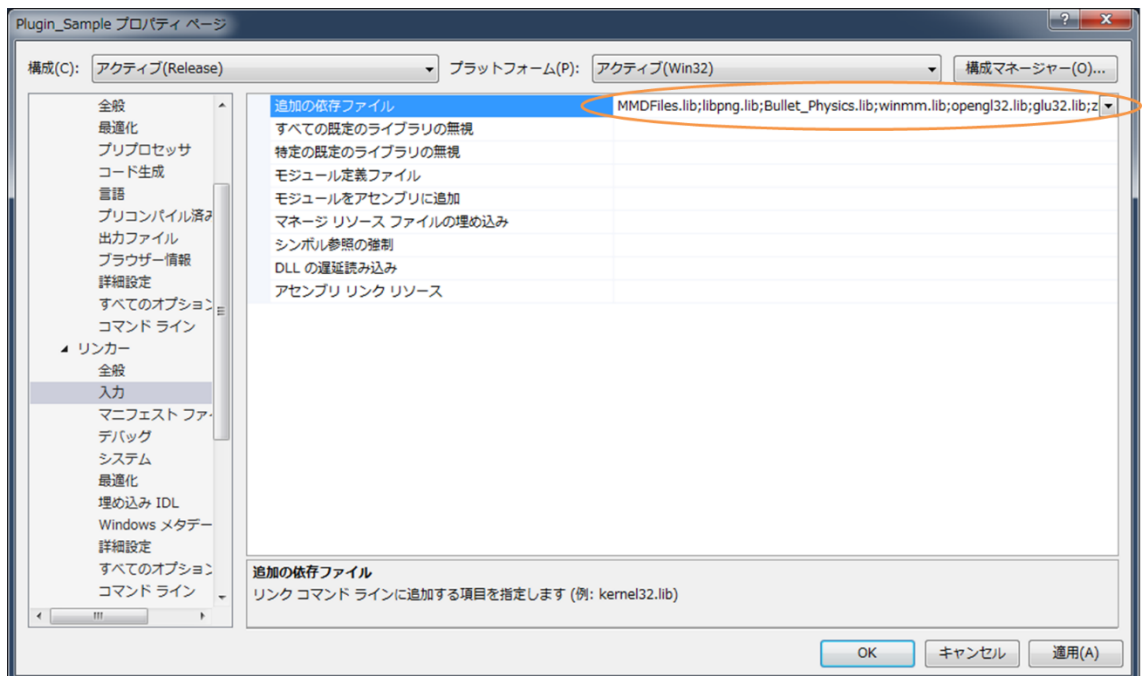 Plugin_Sample プロパティ ページ
構成(C): アクティブ(Release) プラットフォーム(P): アクティブ(Win32) 構成マネージャー(O)...
全般
最適化
プリプロセッサ
コード生成
言語
プリコンパイル済み
出力ファイル
ブラウザー情報
詳細設定
すべてのオプション
コマンド ライン
リンカー
全般
入力
マニフェスト ファイ
デバッグ
システム
最適化
埋め込み IDL
Windows メタデー
詳細設定
すべてのオプション
コマンド ライン
追加の依存ファイル MMDFiles.lib;libpng.lib;Bullet_Physics.lib;winmm.lib;opengl32.lib;glu32.lib;z
すべての既定のライブラリの無視
特定の既定のライブラリの無視
モジュール定義ファイル
モジュールをアセンブリに追加
マネージ リソース ファイルの埋め込み
シンボル参照の強制
DLL の遅延読み込み
アセンブリ リンク リソース
追加の依存ファイル
リンク コマンド ラインに追加する項目を指定します (例: kernel32.lib)
OK キャンセル 適用(A)